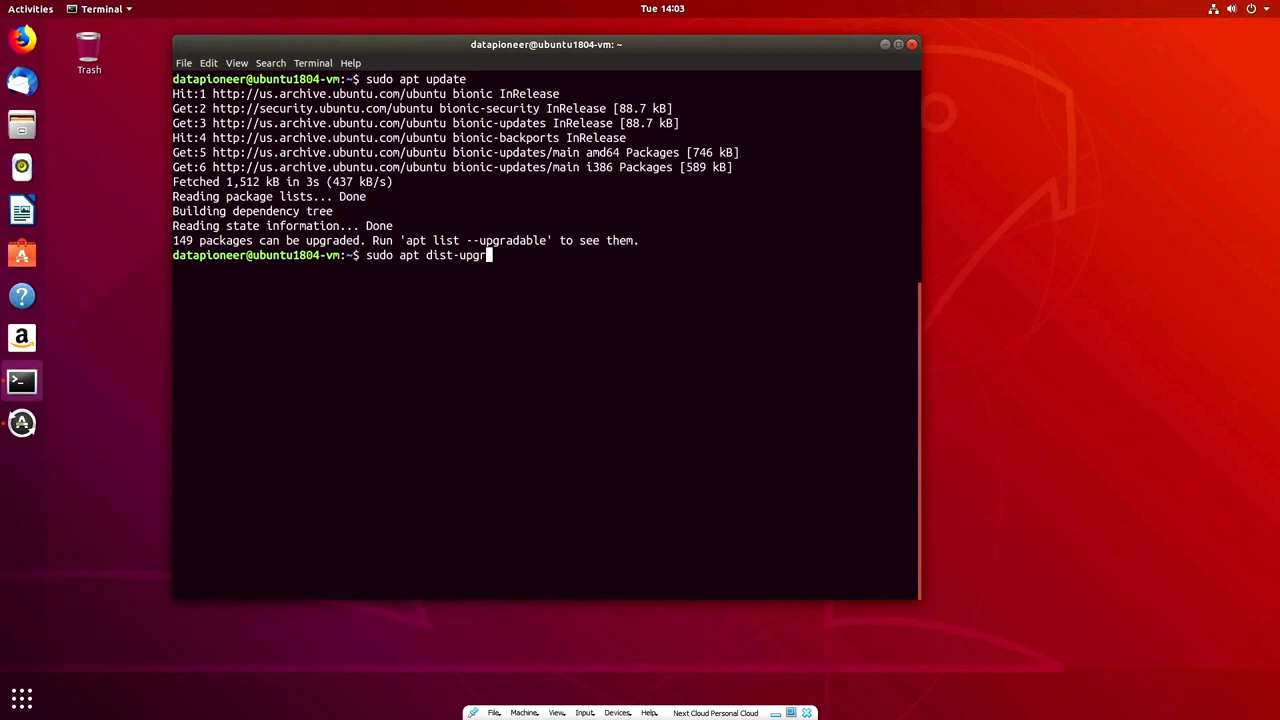 Activities
Terminal
Tue 14:03
Trash
datapioneer@ubuntu1804-vm: ~
File Edit View Search Terminal Help
datapioneer@ubuntu1804-vm:~$ sudo apt update
Hit:1 http://us.archive.ubuntu.com/ubuntu bionic InRelease
Get:2 http://security.ubuntu.com/ubuntu bionic-security InRelease [88.7 kB]
Get:3 http://us.archive.ubuntu.com/ubuntu bionic-updates InRelease [88.7 kB]
Hit:4 http://us.archive.ubuntu.com/ubuntu bionic-backports InRelease
Get:5 http://us.archive.ubuntu.com/ubuntu bionic-updates/main amd64 Packages [746 kB]
Get:6 http://us.archive.ubuntu.com/ubuntu bionic-updates/main i386 Packages [589 kB]
Fetched 1,512 kB in 3s (437 kB/s)
Reading package lists... Done
Building dependency tree
Reading state information... Done
149 packages can be upgraded. Run 'apt list --upgradable' to see them.
datapioneer@ubuntu1804-vm:~$ sudo apt dist-upgr
File Machine View Input Devices Help Next Cloud Personal Cloud